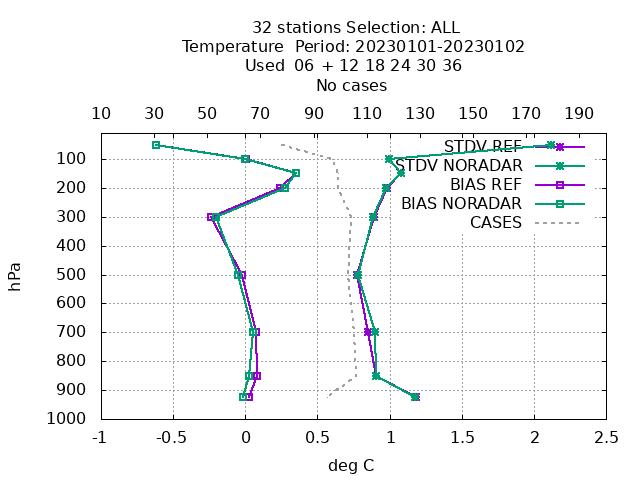 32 stations Selection: ALL
Temperature  Period: 20230101-20230102
Used  06 + 12 18 24 30 36
No cases
10 30 50 70 90 110 130 150 170 190
STDV REF
STDV NORADAR
BIAS REF
BIAS NORADAR
CASES
100
200
300
400
500
600
700
800
900
1000
hPa
-1 -0.5 0 0.5 1 1.5 2 2.5
deg C